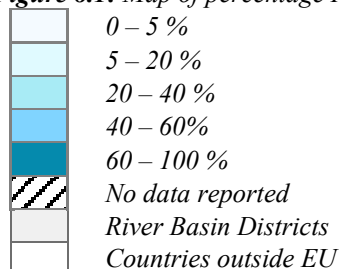 Figure 6.1: Map of percentage
0 – 5 %
5 – 20 %
20 – 40 %
40 – 60%
60 – 100 %
No data reported
River Basin Districts
Countries outside EU